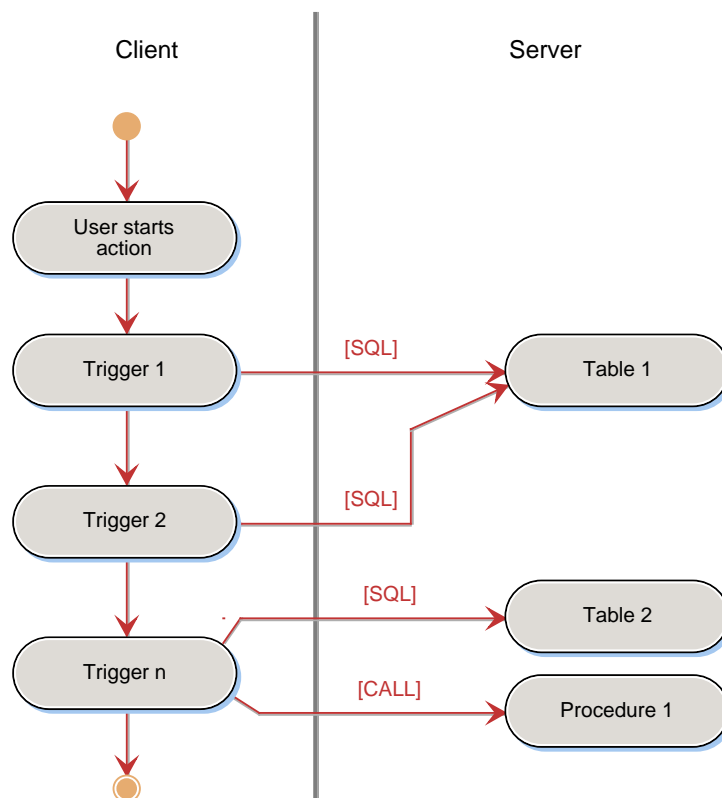 Client
Server
User starts
action
Trigger 1
[SQL]
Table 1
Trigger 2
[SQL]
[SQL]
Table 2
Trigger n
[CALL]
Procedure 1